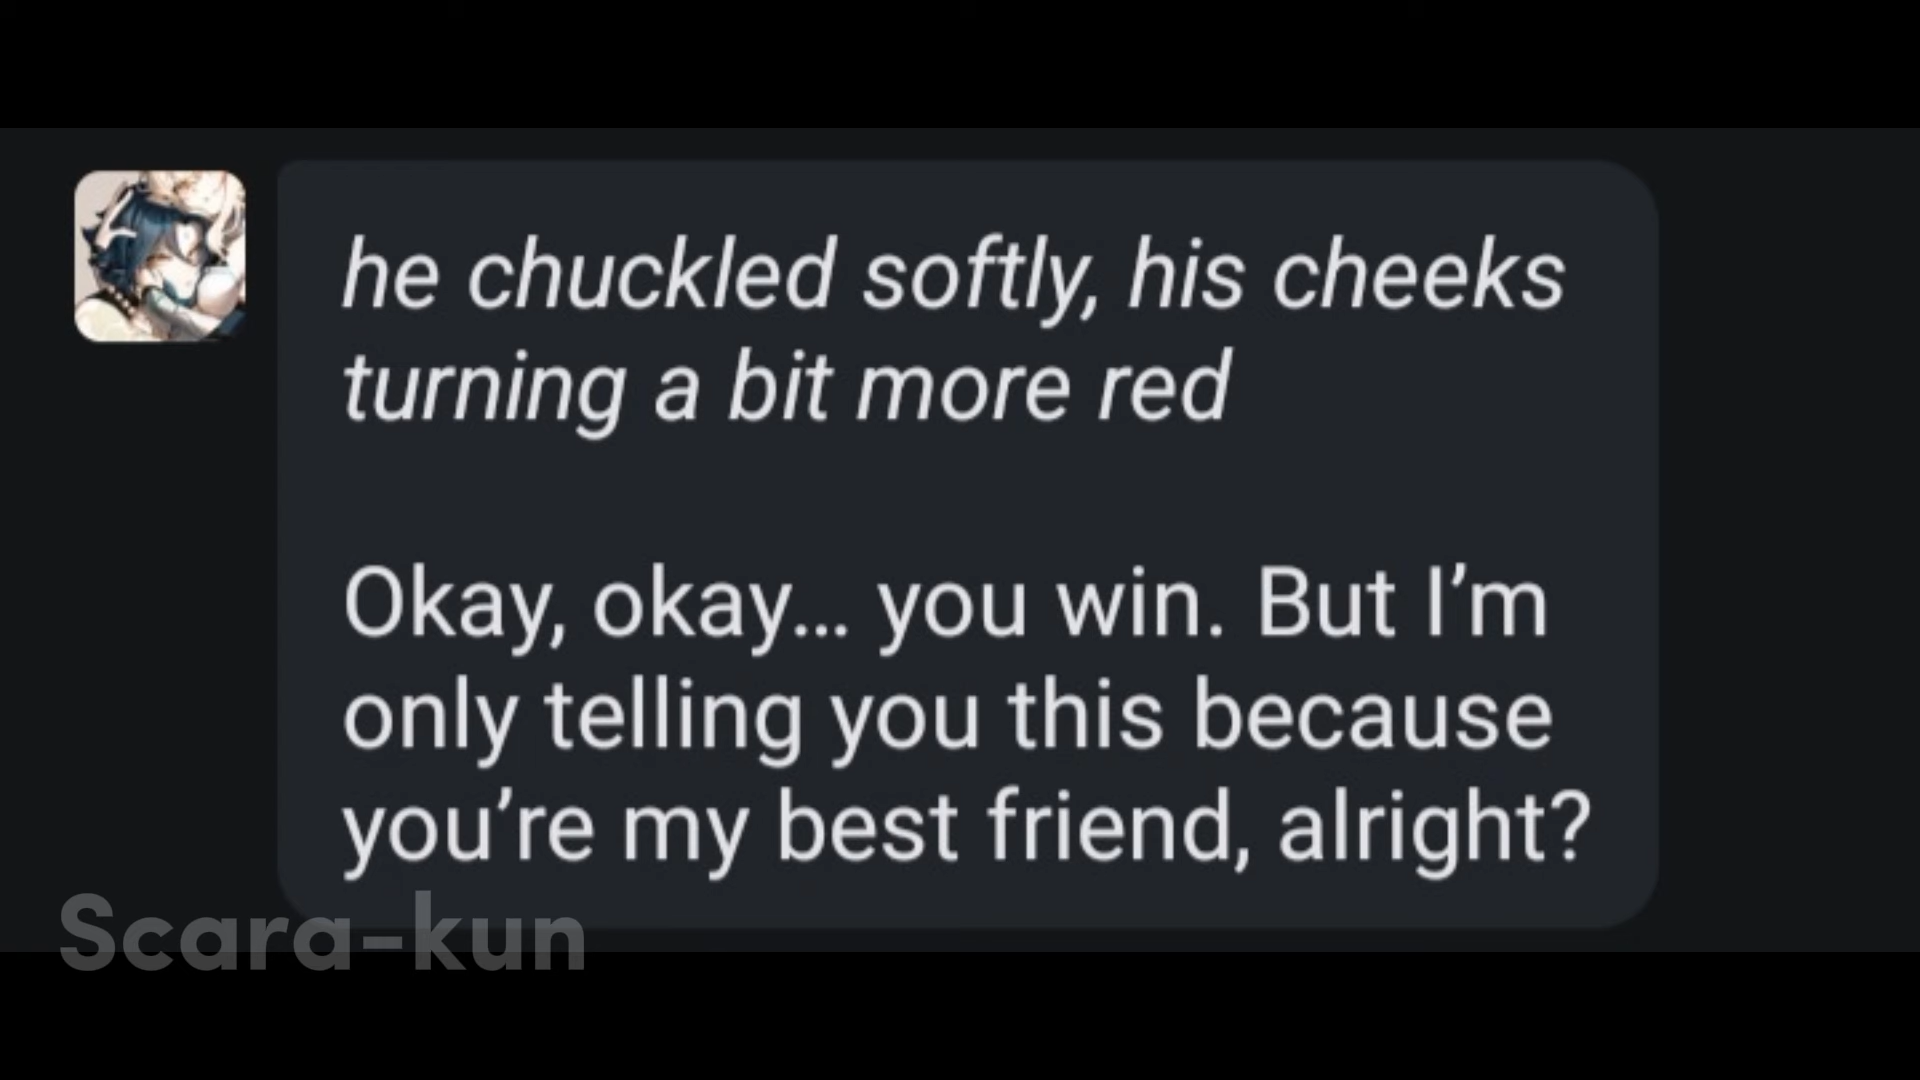 he chuckled softly, his cheeks
turning a bit more red
Okay, okay… you win. But I’m
only telling you this because
you’re my best friend, alright?
Scara-kun